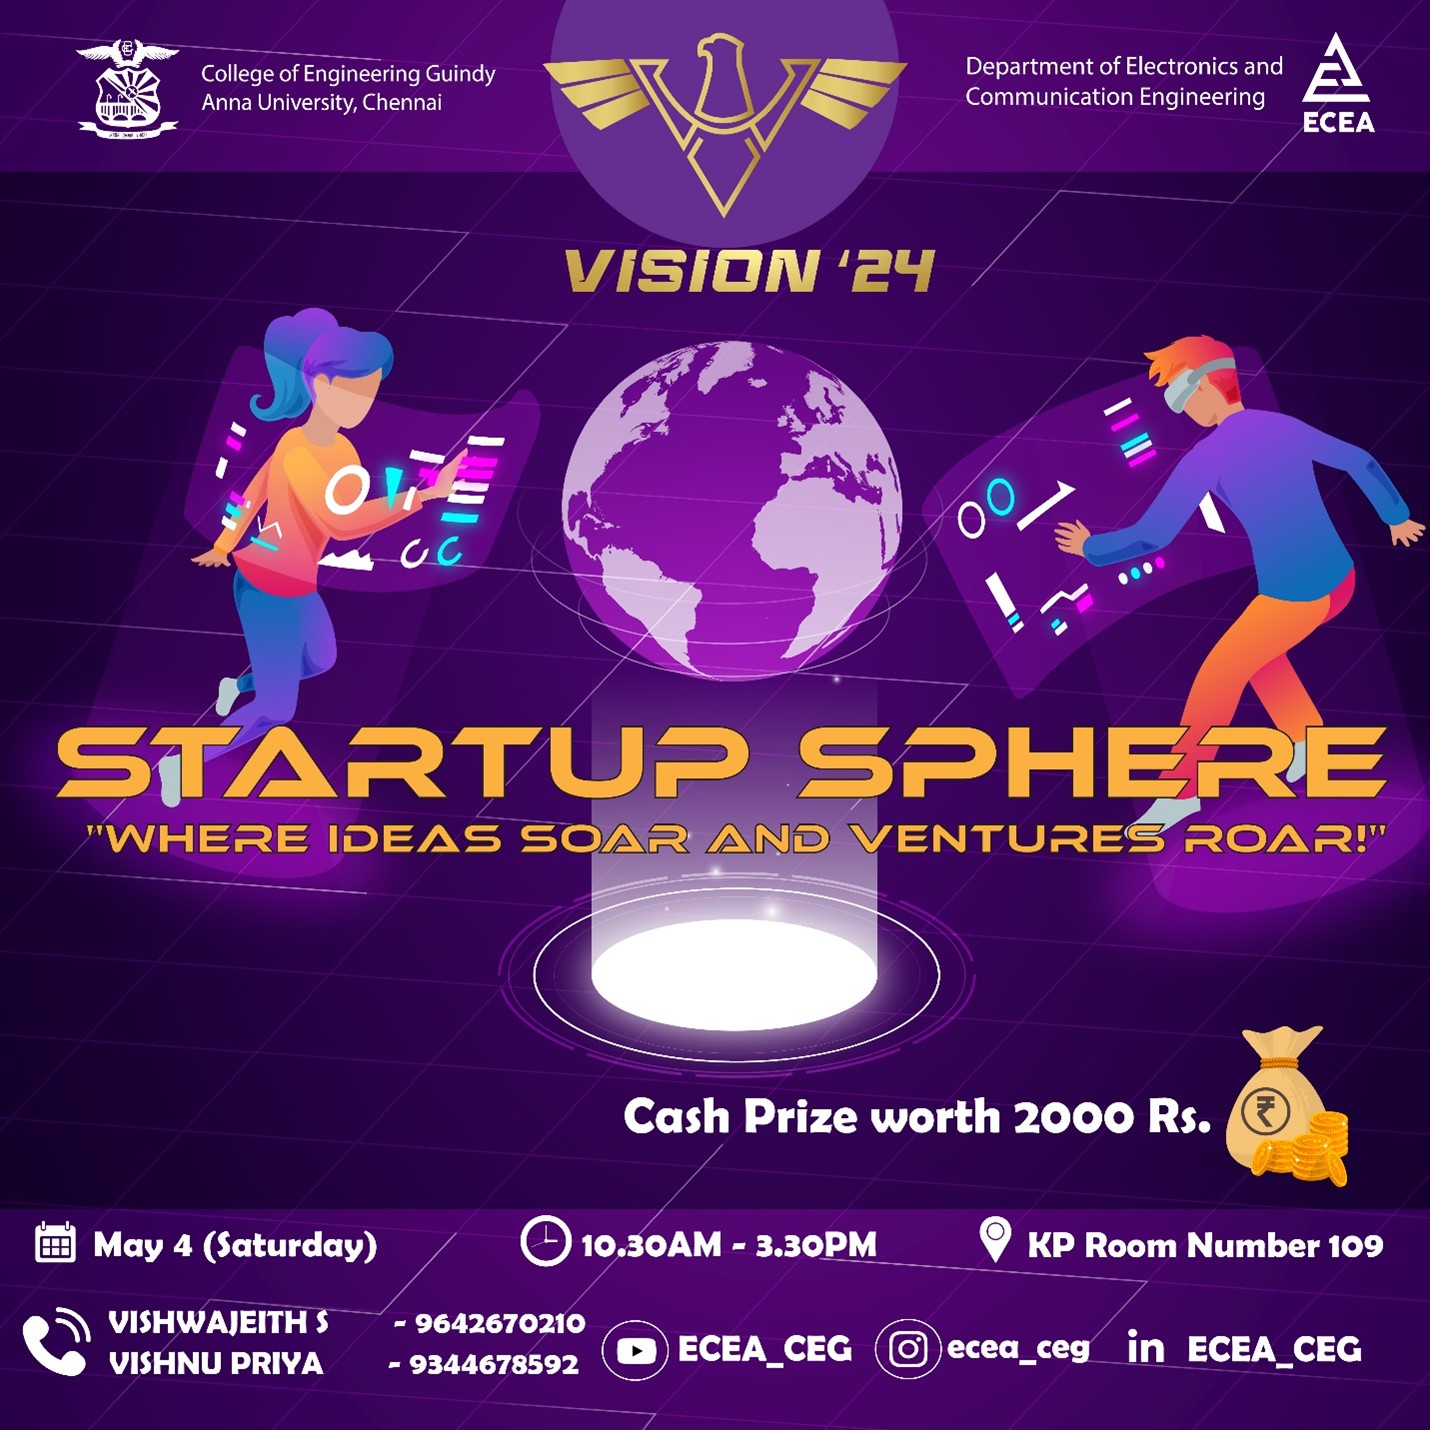 College of Engineering Guindy
Anna University, Chennai
Department of Electronics and
Communication Engineering
ECEA
VISION '24
STARTUP SPHERE
"WHERE IDEAS SOAR AND VENTURES ROAR!"
Cash Prize worth 2000 Rs.
₹
May 4 (Saturday)
10.30AM - 3.30PM
KP Room Number 109
VISHWAJEITH S - 9642670210
VISHNU PRIYA - 9344678592
ECEA_CEG
ecea_ceg
in ECEA_CEG